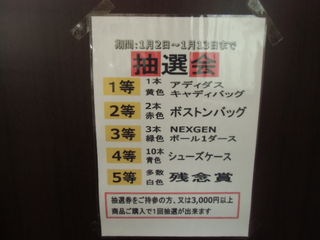 期間:1月2日～1月13日まで
抽選会
1等 1本 黄色 アディダス キャディバッグ
2等 2本 赤色 ボストンバッグ
3等 3本 緑色 NEXGEN ボール1ダース
4等 10本 青色 シューズケース
5等 多数 白色 残念賞
抽選券をご持参の方、又は3,000円以上
商品ご購入で1回抽選が出来ます